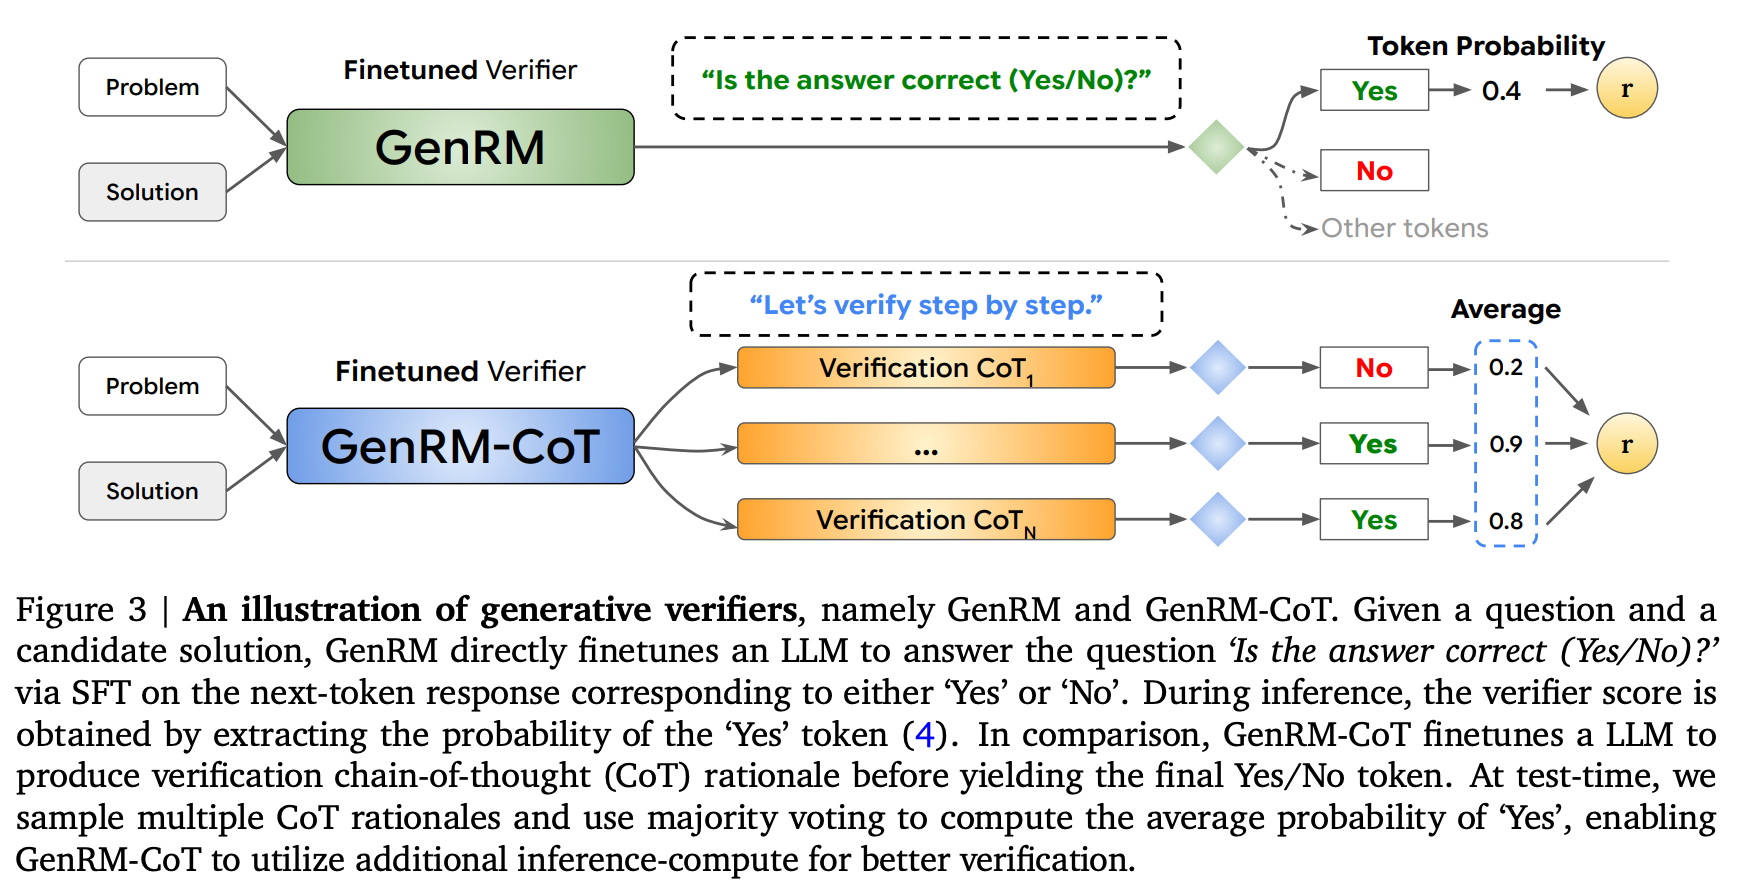 Problem
Solution
Finetuned Verifier
GenRM
“Is the answer correct (Yes/No)?”
Token Probability
Yes
0.4
r
No
Other tokens
Problem
Solution
Finetuned Verifier
GenRM-CoT
“Let’s verify step by step.”
Verification CoT1
...
Verification CoTN
Average
No
0.2
Yes
0.9
Yes
0.8
r
Figure 3 | An illustration of generative verifiers, namely GenRM and GenRM-CoT. Given a question and a
candidate solution, GenRM directly finetunes an LLM to answer the question ‘Is the answer correct (Yes/No)?’
via SFT on the next-token response corresponding to either ‘Yes’ or ‘No’. During inference, the verifier score is
obtained by extracting the probability of the ‘Yes’ token (4). In comparison, GenRM-CoT finetunes a LLM to
produce verification chain-of-thought (CoT) rationale before yielding the final Yes/No token. At test-time, we
sample multiple CoT rationales and use majority voting to compute the average probability of ‘Yes’, enabling
GenRM-CoT to utilize additional inference-compute for better verification.